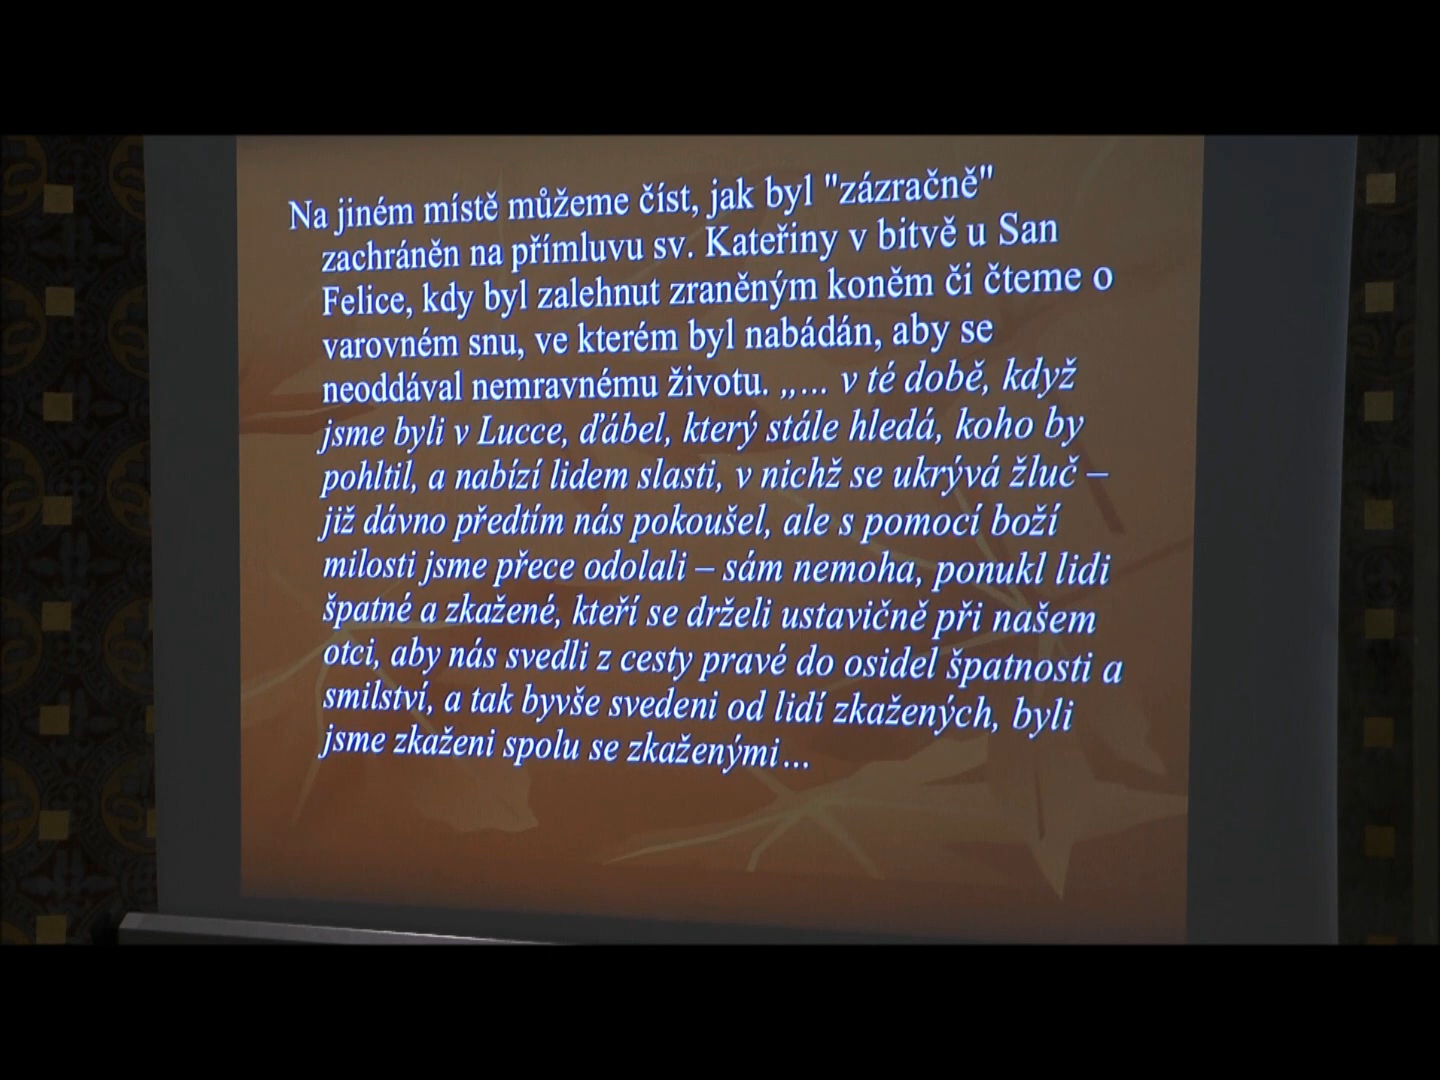 Na jiném místě můžeme číst, jak byl "zázračně"
zachráněn na přímluvu sv. Kateřiny v bitvě u San
Felice, kdy byl zalehnut zraněným koněm či čteme o
varovném snu, ve kterém byl nabádán, aby se
neoddával nemravnému životu. „... v té době, když
jsme byli v Lucce, ďábel, který stále hledá, koho by
pohltil, a nabízí lidem slasti, v nichž se ukrývá žluč –
již dávno předtím nás pokoušel, ale s pomocí boží
milosti jsme přece odolali – sám nemoha, ponukl lidi
špatné a zkažené, kteří se drželi ustavičně při našem
otci, aby nás svedli z cesty pravé do osidel špatnosti a
smilství, a tak byvše svedeni od lidí zkažených, byli
jsme zkaženi spolu se zkaženými...